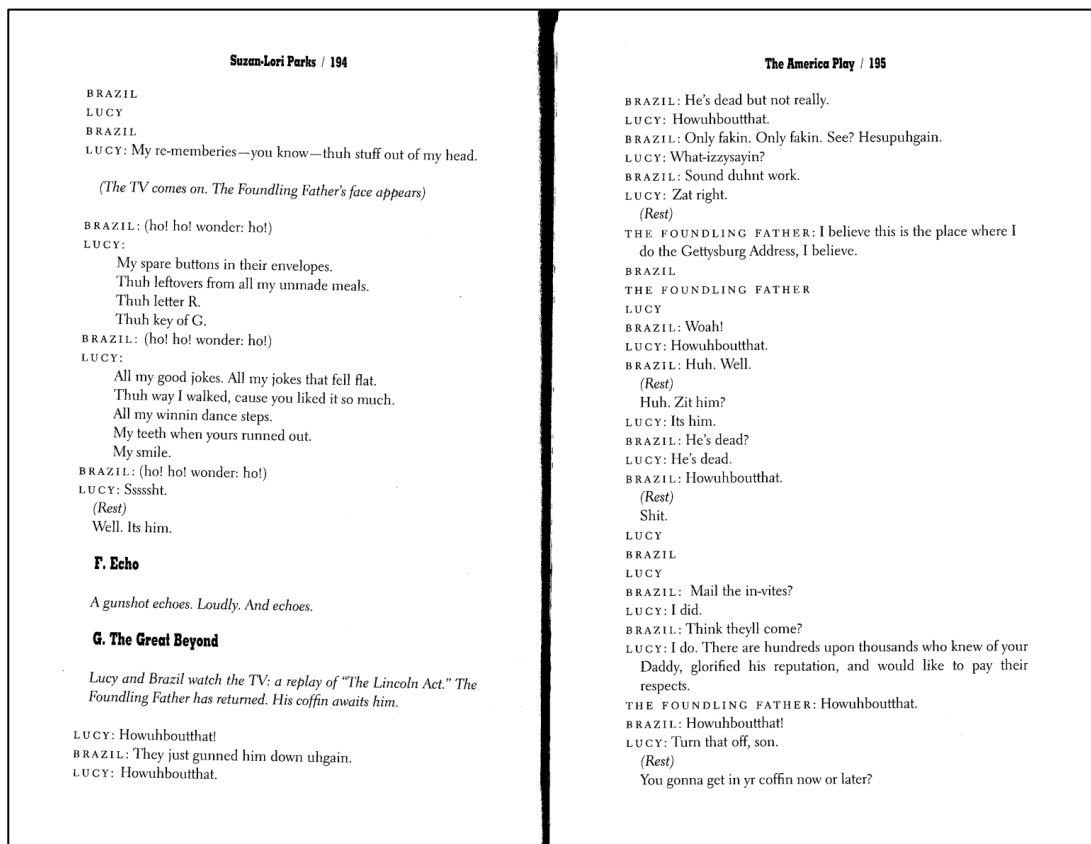 Suzan-Lori Parks / 194
BRAZIL
LUCY
BRAZIL
LUCY: My re-memberies—you know—thuh stuff out of my head.
(The TV comes on. The Foundling Father's face appears)
BRAZIL: (ho! ho! wonder: ho!)
LUCY:
My spare buttons in their envelopes.
Thuh leftovers from all my unmade meals.
Thuh letter R.
Thuh key of G.
BRAZIL: (ho! ho! wonder: ho!)
LUCY:
All my good jokes. All my jokes that fell flat.
Thuh way I walked, cause you liked it so much.
All my winnin dance steps.
My teeth when yours runned out.
My smile.
BRAZIL: (ho! ho! wonder: ho!)
LUCY: Sssssht.
(Rest)
Well. Its him.
F. Echo
A gunshot echoes. Loudly. And echoes.
G. The Great Beyond
Lucy and Brazil watch the TV: a replay of "The Lincoln Act." The
Foundling Father has returned. His coffin awaits him.
LUCY: Howuhboutthat!
BRAZIL: They just gunned him down uhgain.
LUCY: Howuhboutthat.
The America Play / 195
BRAZIL: He's dead but not really.
LUCY: Howuhboutthat.
BRAZIL: Only fakin. Only fakin. See? Hesupuhgain.
LUCY: What-izzysayin?
BRAZIL: Sound duhnt work.
LUCY: Zat right.
(Rest)
THE FOUNDLING FATHER: I believe this is the place where I
do the Gettysburg Address, I believe.
BRAZIL
THE FOUNDLING FATHER
LUCY
BRAZIL: Woah!
LUCY: Howuhboutthat.
BRAZIL: Huh. Well.
(Rest)
Huh. Zit him?
LUCY: Its him.
BRAZIL: He's dead?
LUCY: He's dead.
BRAZIL: Howuhboutthat.
(Rest)
Shit.
LUCY
BRAZIL
LUCY
BRAZIL: Mail the in-vites?
LUCY: I did.
BRAZIL: Think theyll come?
LUCY: I do. There are hundreds upon thousands who knew of your
Daddy, glorified his reputation, and would like to pay their
respects.
THE FOUNDLING FATHER: Howuhboutthat.
BRAZIL: Howuhboutthat!
LUCY: Turn that off, son.
(Rest)
You gonna get in yr coffin now or later?